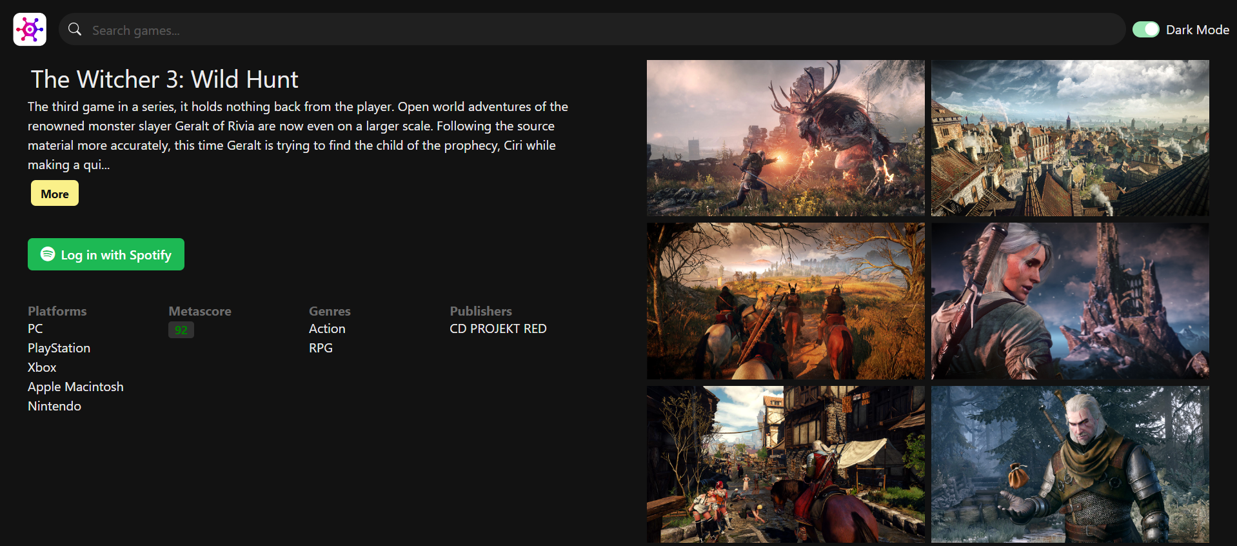 Search games...
Dark Mode
The Witcher 3: Wild Hunt
The third game in a series, it holds nothing back from the player. Open world adventures of the
renowned monster slayer Geralt of Rivia are now even on a larger scale. Following the source
material more accurately, this time Geralt is trying to find the child of the prophecy, Ciri while
making a qui...
More
Log in with Spotify
Platforms
PC
PlayStation
Xbox
Apple Macintosh
Nintendo
Metascore
92
Genres
Action
RPG
Publishers
CD PROJEKT RED